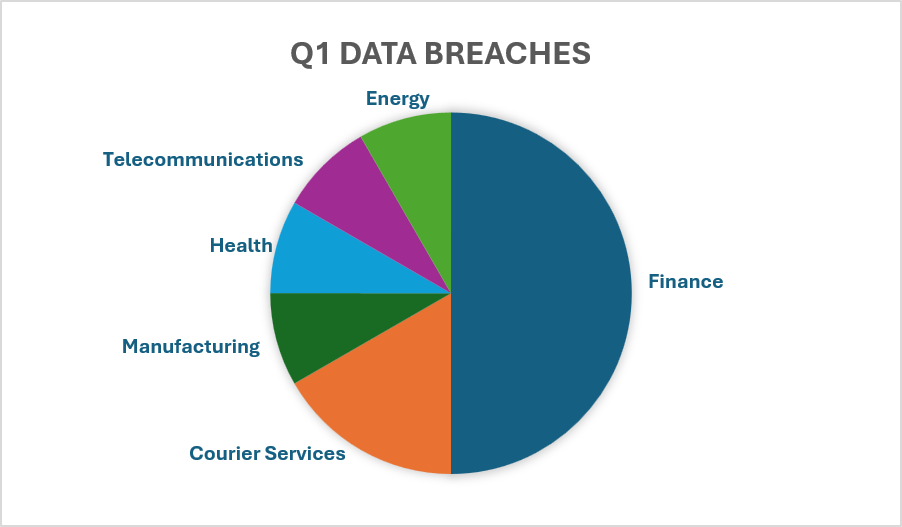 Q1 DATA BREACHES
Energy
Telecommunications
Health
Finance
Manufacturing
Courier Services